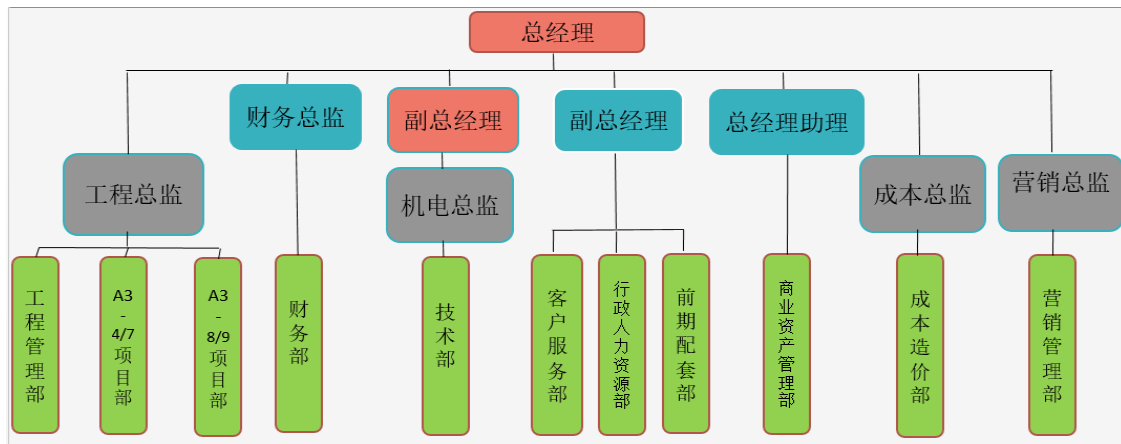 总经理
财务总监
副总经理
副总经理
总经理助理
工程总监
机电总监
成本总监
营销总监
工程管理部
A3-4/7项目部
A3-8/9项目部
财务部
技术部
客户服务部
行政人力资源部
前期配套部
商业资产管理部
成本造价部
营销管理部